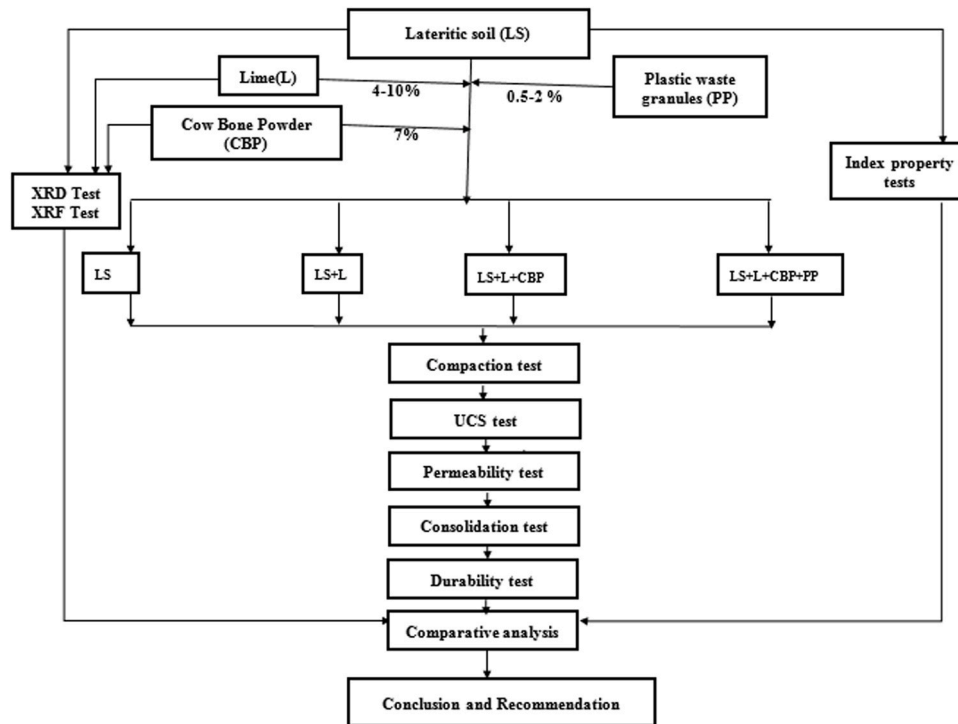 Lateritic soil (LS)
Lime(L)
4-10%
0.5-2 %
Plastic waste
granules (PP)
Cow Bone Powder
(CBP)
7%
Index property
tests
XRD Test
XRF Test
LS
LS+L
LS+L+CBP
LS+L+CBP+PP
Compaction test
UCS test
Permeability test
Consolidation test
Durability test
Comparative analysis
Conclusion and Recommendation